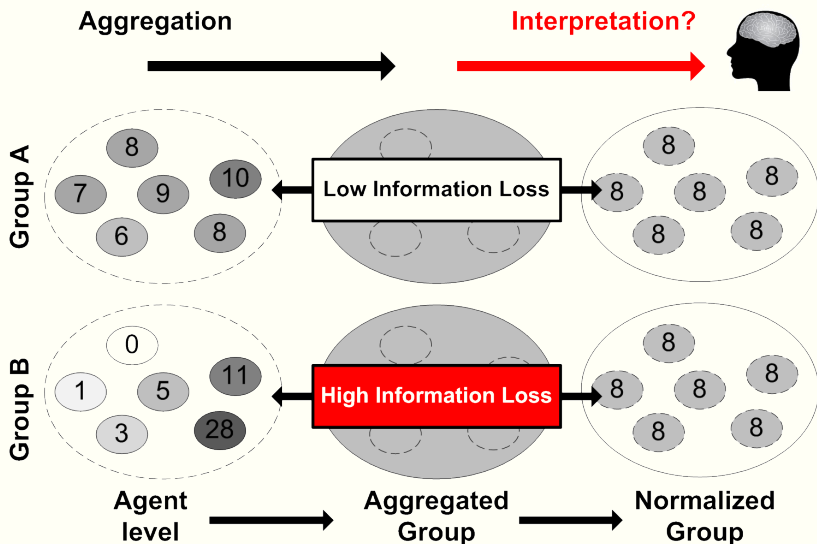 Aggregation
Interpretation?
Group A
8
7
9
10
6
8
Low Information Loss
8
8
8
8
8
8
Group B
0
1
5
11
3
28
High Information Loss
8
8
8
8
8
8
Agent
level
Aggregated
Group
Normalized
Group